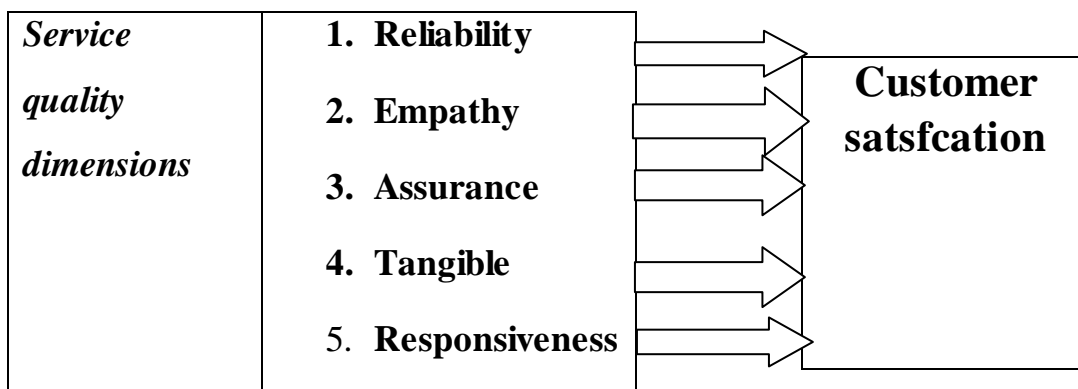 Service
quality
dimensions
1. Reliability
2. Empathy
3. Assurance
4. Tangible
5. Responsiveness
Customer
satsfcation